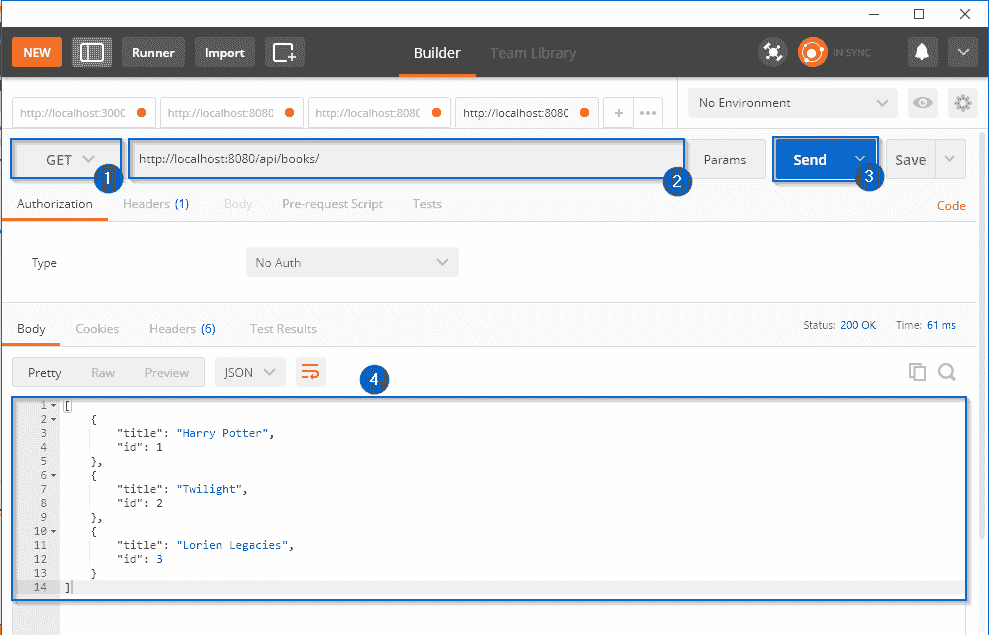 NEW Runner Import Builder Team Library IN SYNC
http://localhost:3000 http://localhost:8080 http://localhost:8080 http://localhost:8080 + ••• No Environment
GET http://localhost:8080/api/books/ Params Send Save
1 2 3
Authorization Headers (1) Body Pre-request Script Tests Code
Type No Auth
Body Cookies Headers (6) Test Results Status: 200 OK Time: 61 ms
Pretty Raw Preview JSON 4
1 [
2 {
3 "title": "Harry Potter",
4 "id": 1
5 },
6 {
7 "title": "Twilight",
8 "id": 2
9 },
10 {
11 "title": "Lorien Legacies",
12 "id": 3
13 }
14 ]